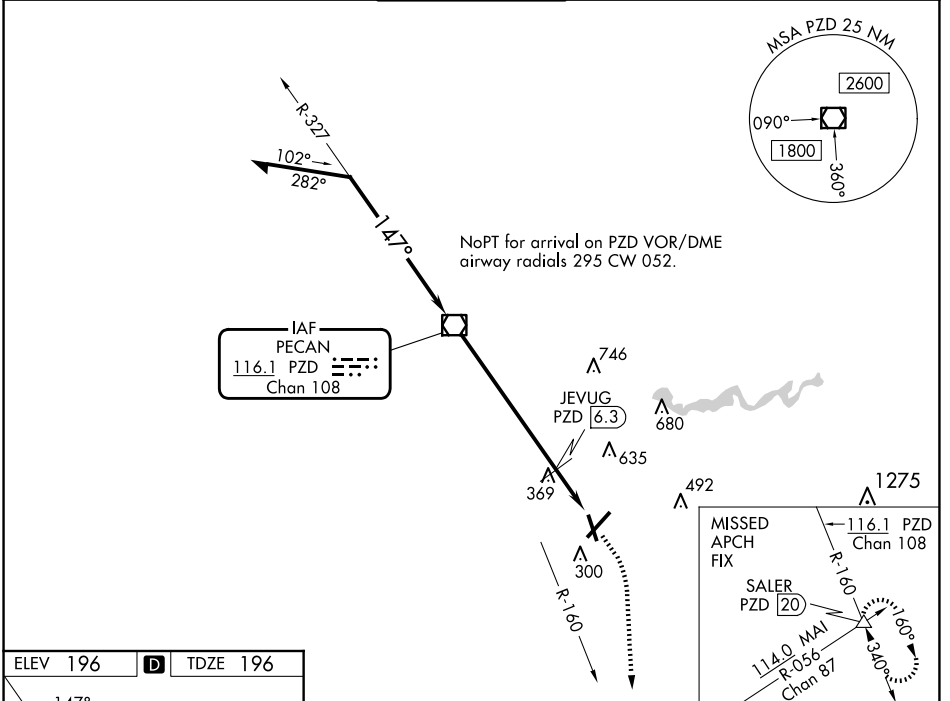 MSA PZD 25 NM
2600
090°
1800
360°
R-327
102°
282°
147°
NoPT for arrival on PZD VOR/DME
airway radials 295 CW 052.
IAF
PECAN
116.1 PZD
Chan 108
746
JEVUG
PZD 6.3
680
635
369
492
1275
300
R-160
MISSED
APCH
FIX
116.1 PZD
Chan 108
R-160
SALER
PZD 20
160°
340°
114.0 MAI
R-056
Chan 87
ELEV 196 D TDZE 196
147°